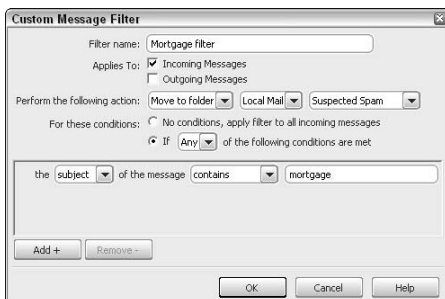 Custom Message Filter
Filter name: Mortgage filter
Applies To: Incoming Messages
Outgoing Messages
Perform the following action: Move to folder Local Mail Suspected Spam
For these conditions: No conditions, apply filter to all incoming messages
If Any of the following conditions are met
the subject of the message contains mortgage
Add + Remove -
OK Cancel Help